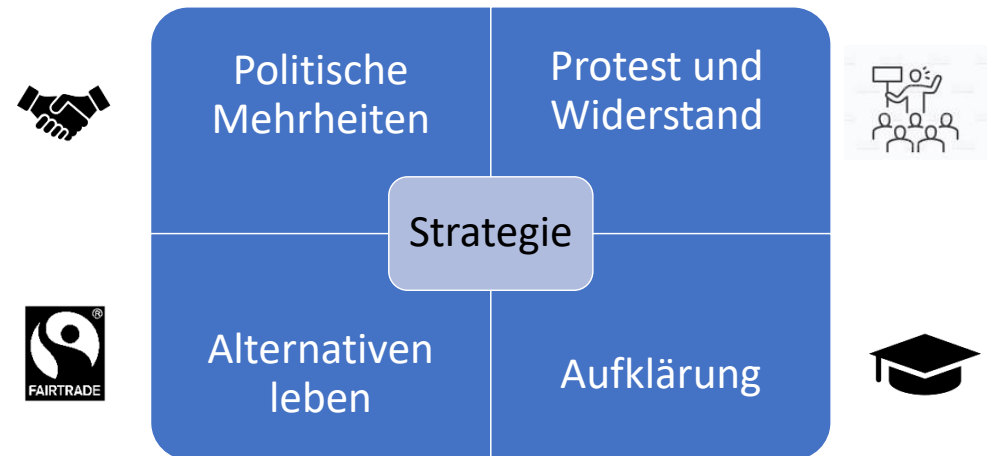 Politische
Mehrheiten
Protest und
Widerstand
Strategie
Alternativen
leben
Aufklärung
®
FAIRTRADE